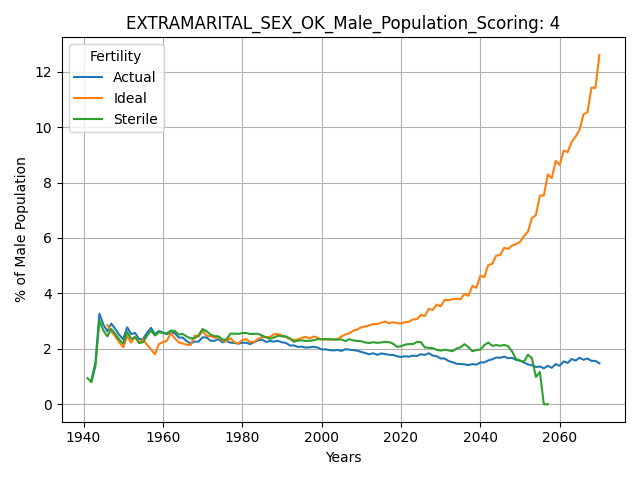 EXTRAMARITAL_SEX_OK_Male_Population_Scoring: 4
Fertility
Actual
Ideal
Sterile
% of Male Population
12
10
8
6
4
2
0
1940 1960 1980 2000 2020 2040 2060
Years